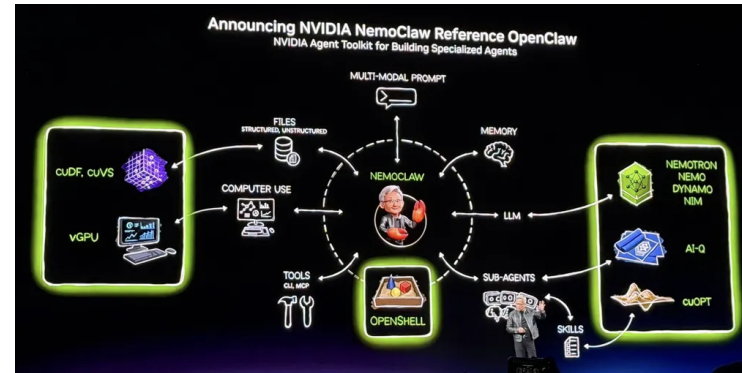 Announcing NVIDIA NemoClaw Reference OpenClaw
NVIDIA Agent Toolkit for Building Specialized Agents
MULTI-MODAL PROMPT
FILES
STRUCTURED, UNSTRUCTURED
MEMORY
cuDF, cuVS
NEMOCLAW
NEMOTRON
NEMO
DYNAMO
NIM
COMPUTER USE
LLM
vGPU
AI-Q
TOOLS
CLI, MCP
SUB-AGENTS
OPENSHELL
cuOPT
SKILLS